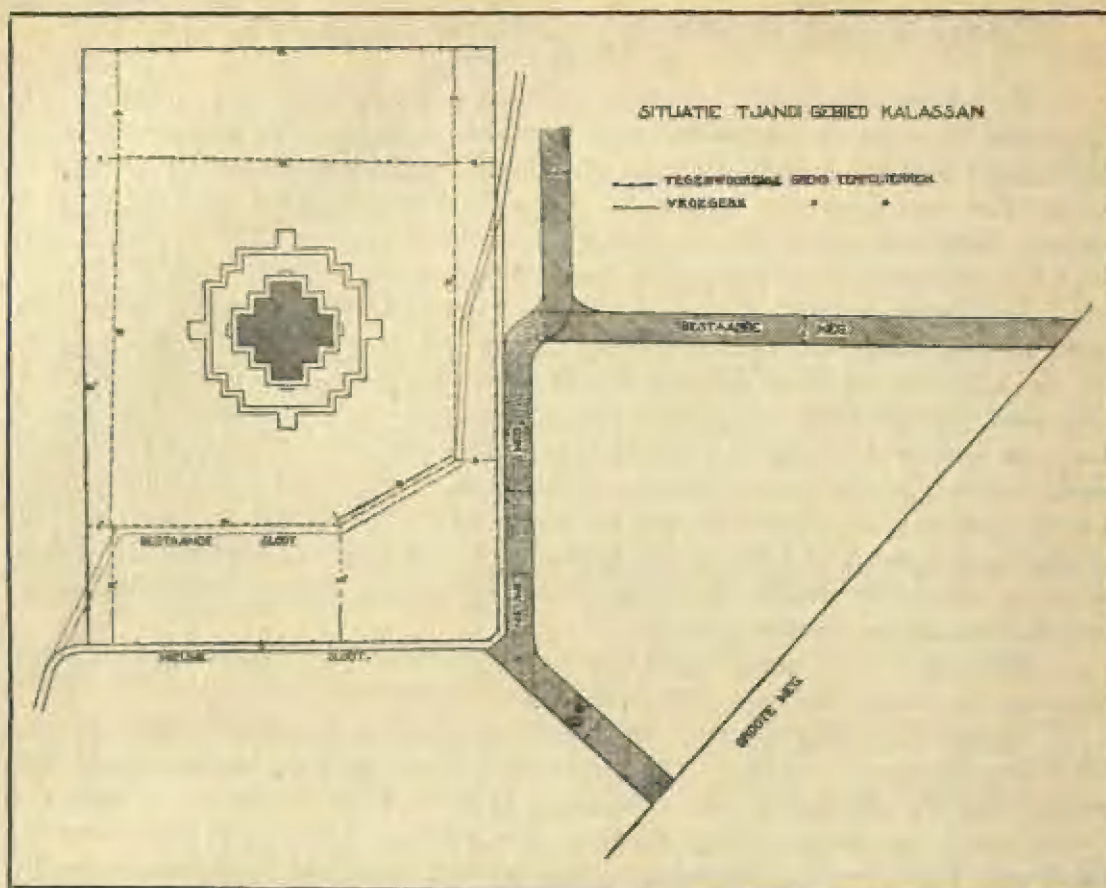 SITUATIE TJANDI GEBIED KALASSAN
TEGENWOORDIGE GRENS TEMPELTERREIN
VROEGERE " "
BESTAANDE WEG.
WEG
NIEUWE
BESTAANDE SLOOT
NIEUWE SLOOT.
GROOTE WEG.